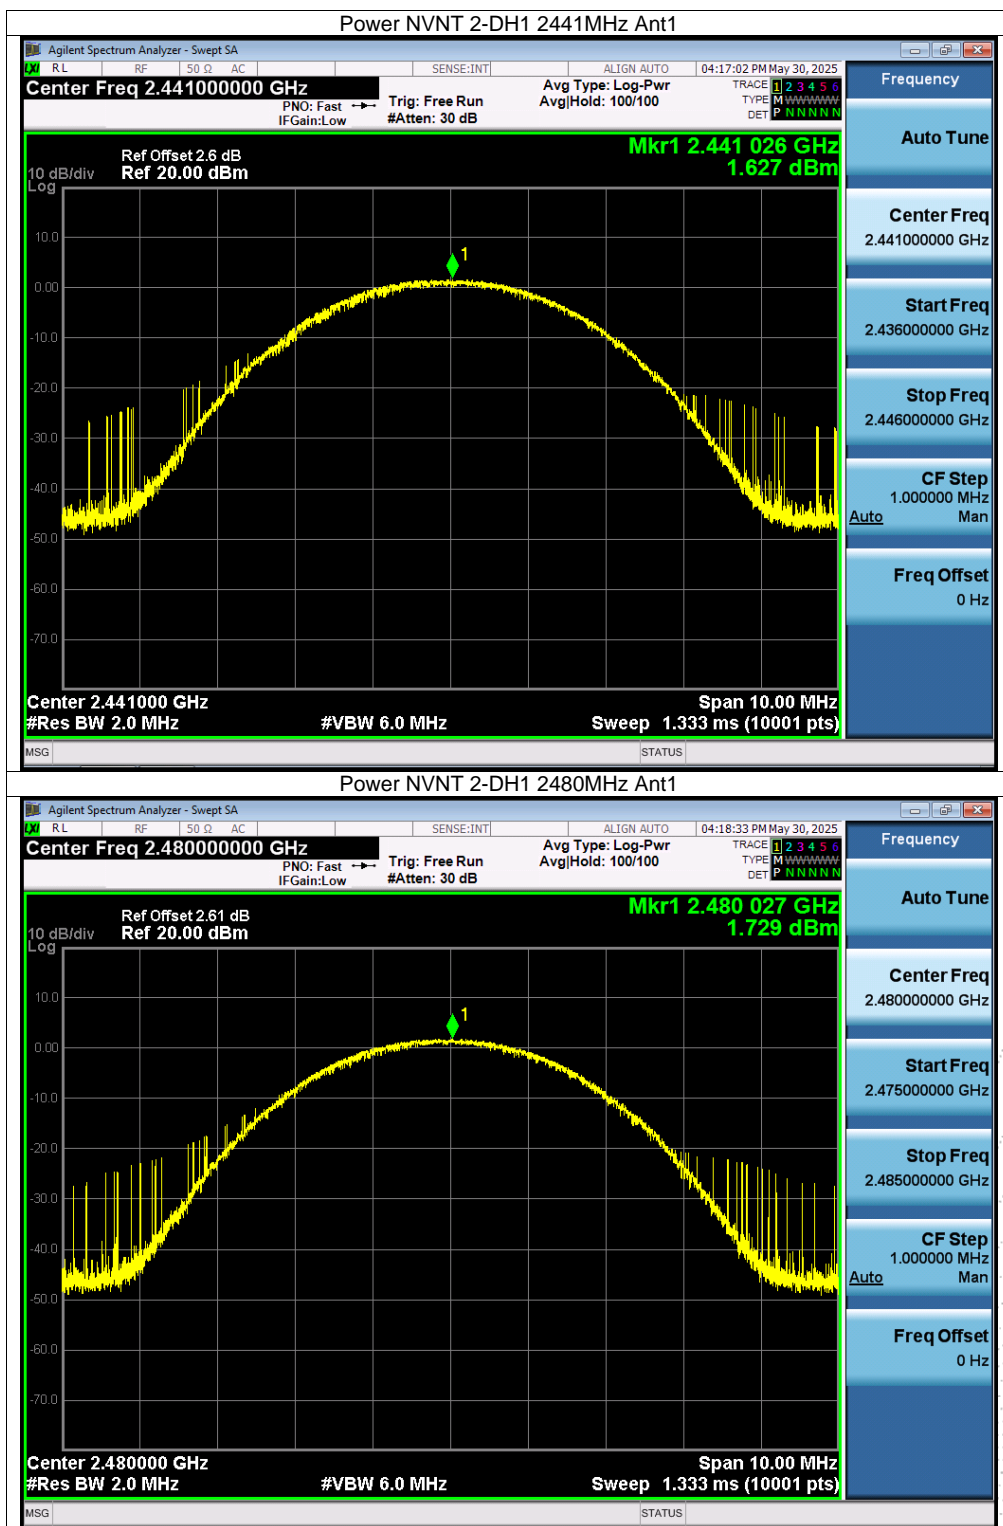 Power NVNT 2-DH1 2441MHz Ant1
Agilent Spectrum Analyzer - Swept SA
LXI RL RF 50 Ω AC SENSE:INT ALIGN AUTO 04:17:02 PM May 30, 2025
Center Freq 2.441000000 GHz
PNO: Fast
IFGain:Low
Trig: Free Run
#Atten: 30 dB
Avg Type: Log-Pwr
Avg|Hold: 100/100
TRACE 1 2 3 4 5 6
TYPE M WWWWW
DET P N N N N N
Frequency
Auto Tune
Center Freq
2.441000000 GHz
Start Freq
2.436000000 GHz
Stop Freq
2.446000000 GHz
CF Step
1.000000 MHz
Auto Man
Freq Offset
0 Hz
Mkr1 2.441 026 GHz
1.627 dBm
Ref Offset 2.6 dB
10 dB/div Ref 20.00 dBm
Log
10.0
0.00
-10.0
-20.0
-30.0
-40.0
-50.0
-60.0
-70.0
1
Center 2.441000 GHz Span 10.00 MHz
#Res BW 2.0 MHz #VBW 6.0 MHz Sweep 1.333 ms (10001 pts)
MSG STATUS
Power NVNT 2-DH1 2480MHz Ant1
Agilent Spectrum Analyzer - Swept SA
LXI RL RF 50 Ω AC SENSE:INT ALIGN AUTO 04:18:33 PM May 30, 2025
Center Freq 2.480000000 GHz
PNO: Fast
IFGain:Low
Trig: Free Run
#Atten: 30 dB
Avg Type: Log-Pwr
Avg|Hold: 100/100
TRACE 1 2 3 4 5 6
TYPE M WWWWW
DET P N N N N N
Frequency
Auto Tune
Center Freq
2.480000000 GHz
Start Freq
2.475000000 GHz
Stop Freq
2.485000000 GHz
CF Step
1.000000 MHz
Auto Man
Freq Offset
0 Hz
Mkr1 2.480 027 GHz
1.729 dBm
Ref Offset 2.61 dB
10 dB/div Ref 20.00 dBm
Log
10.0
0.00
-10.0
-20.0
-30.0
-40.0
-50.0
-60.0
-70.0
1
Center 2.480000 GHz Span 10.00 MHz
#Res BW 2.0 MHz #VBW 6.0 MHz Sweep 1.333 ms (10001 pts)
MSG STATUS